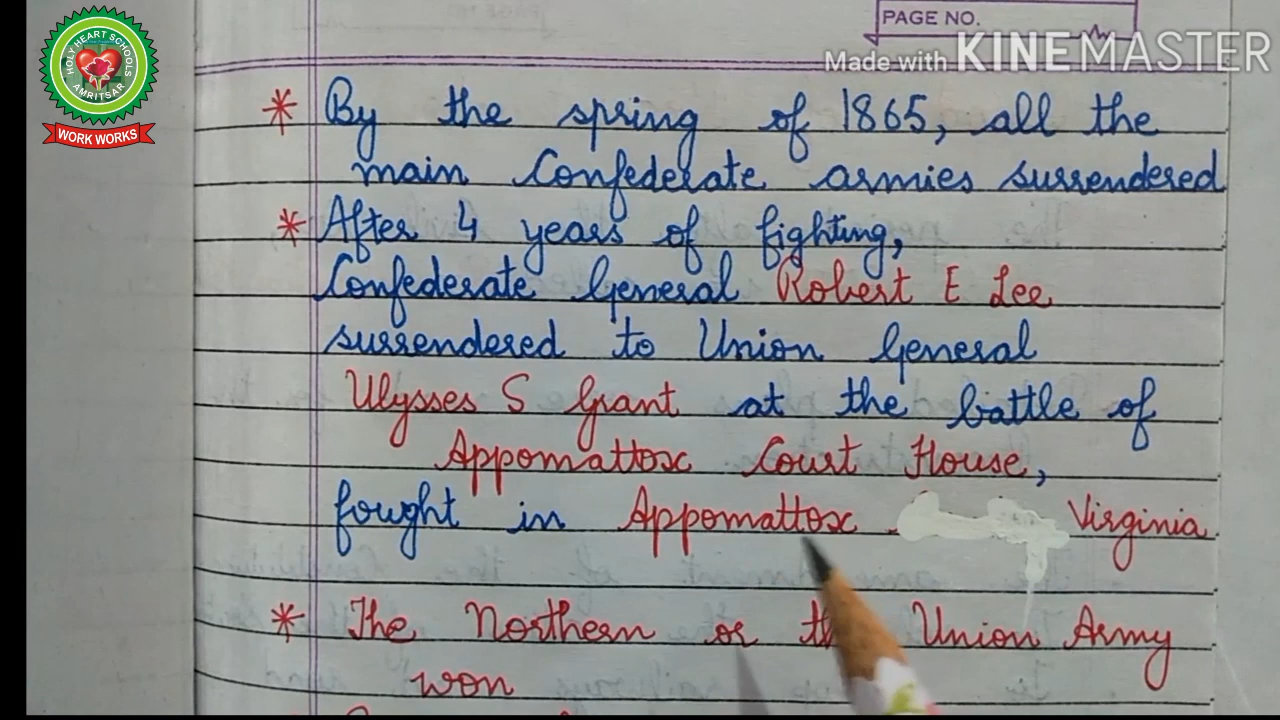 PAGE NO.
Made with KINEMASTER
HOLY HEART SCHOOLS
AMRITSAR
WORK WORKS
* By the spring of 1865, all the
main Confederate armies surrendered
* After 4 years of fighting,
Confederate General Robert E Lee
surrendered to Union General
Ulysses S Grant at the battle of
Appomattox Court House,
fought in Appomattox Virginia
* The Northern or the Union Army
won